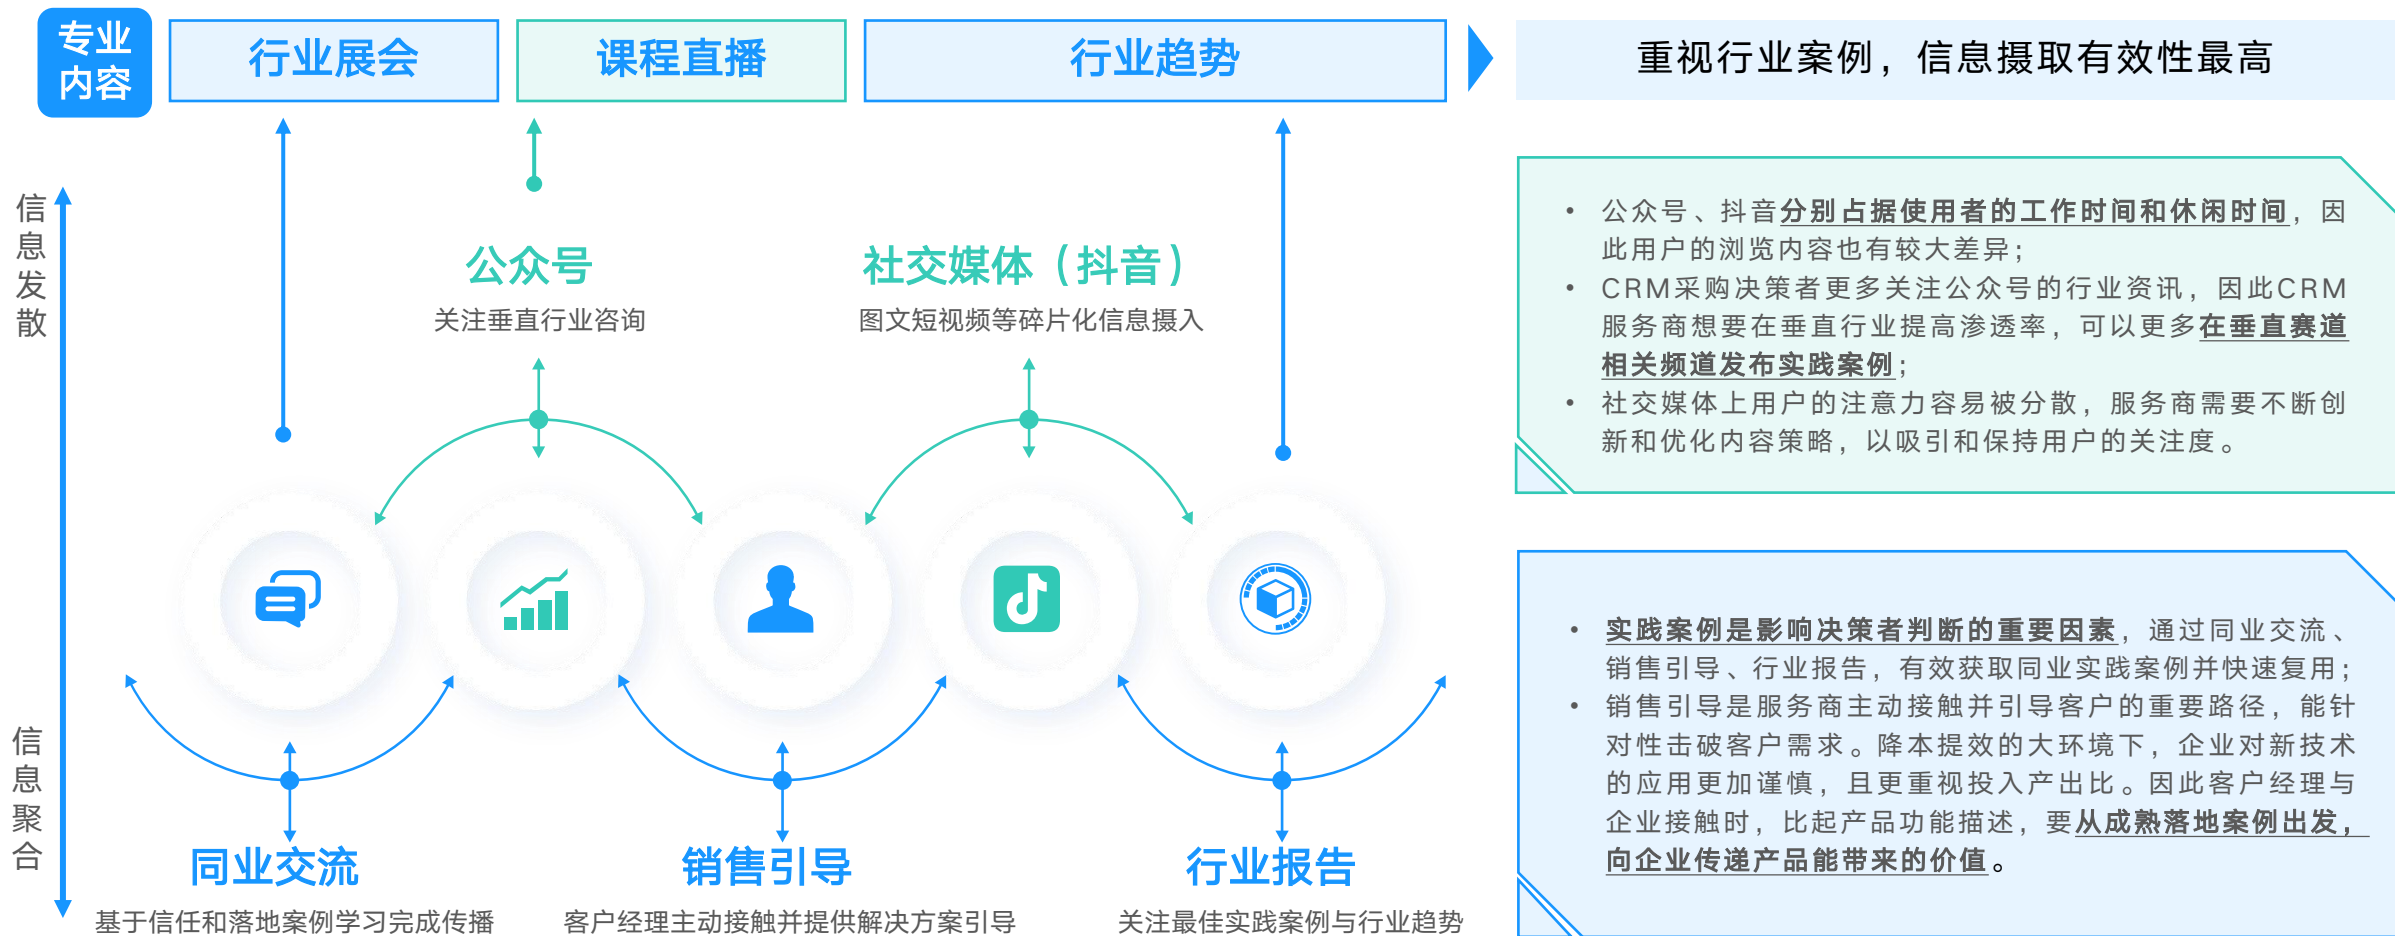 专业
内容
行业展会
课程直播
行业趋势
重视行业案例，信息摄取有效性最高
信息发散
公众号
关注垂直行业咨询
社交媒体（抖音）
图文短视频等碎片化信息摄入
信息聚合
同业交流
基于信任和落地案例学习完成传播
销售引导
客户经理主动接触并提供解决方案引导
行业报告
关注最佳实践案例与行业趋势
• 公众号、抖音分别占据使用者的工作时间和休闲时间，因
此用户的浏览内容也有较大差异；
• CRM采购决策者更多关注公众号的行业资讯，因此CRM
服务商想要在垂直行业提高渗透率，可以更多在垂直赛道
相关频道发布实践案例；
• 社交媒体上用户的注意力容易被分散，服务商需要不断创
新和优化内容策略，以吸引和保持用户的关注度。
• 实践案例是影响决策者判断的重要因素，通过同业交流、
销售引导、行业报告，有效获取同业实践案例并快速复用；
• 销售引导是服务商主动接触并引导客户的重要路径，能针
对性击破客户需求。降本提效的大环境下，企业对新技术
的应用更加谨慎，且更重视投入产出比。因此客户经理与
企业接触时，比起产品功能描述，要从成熟落地案例出发，
向企业传递产品能带来的价值。